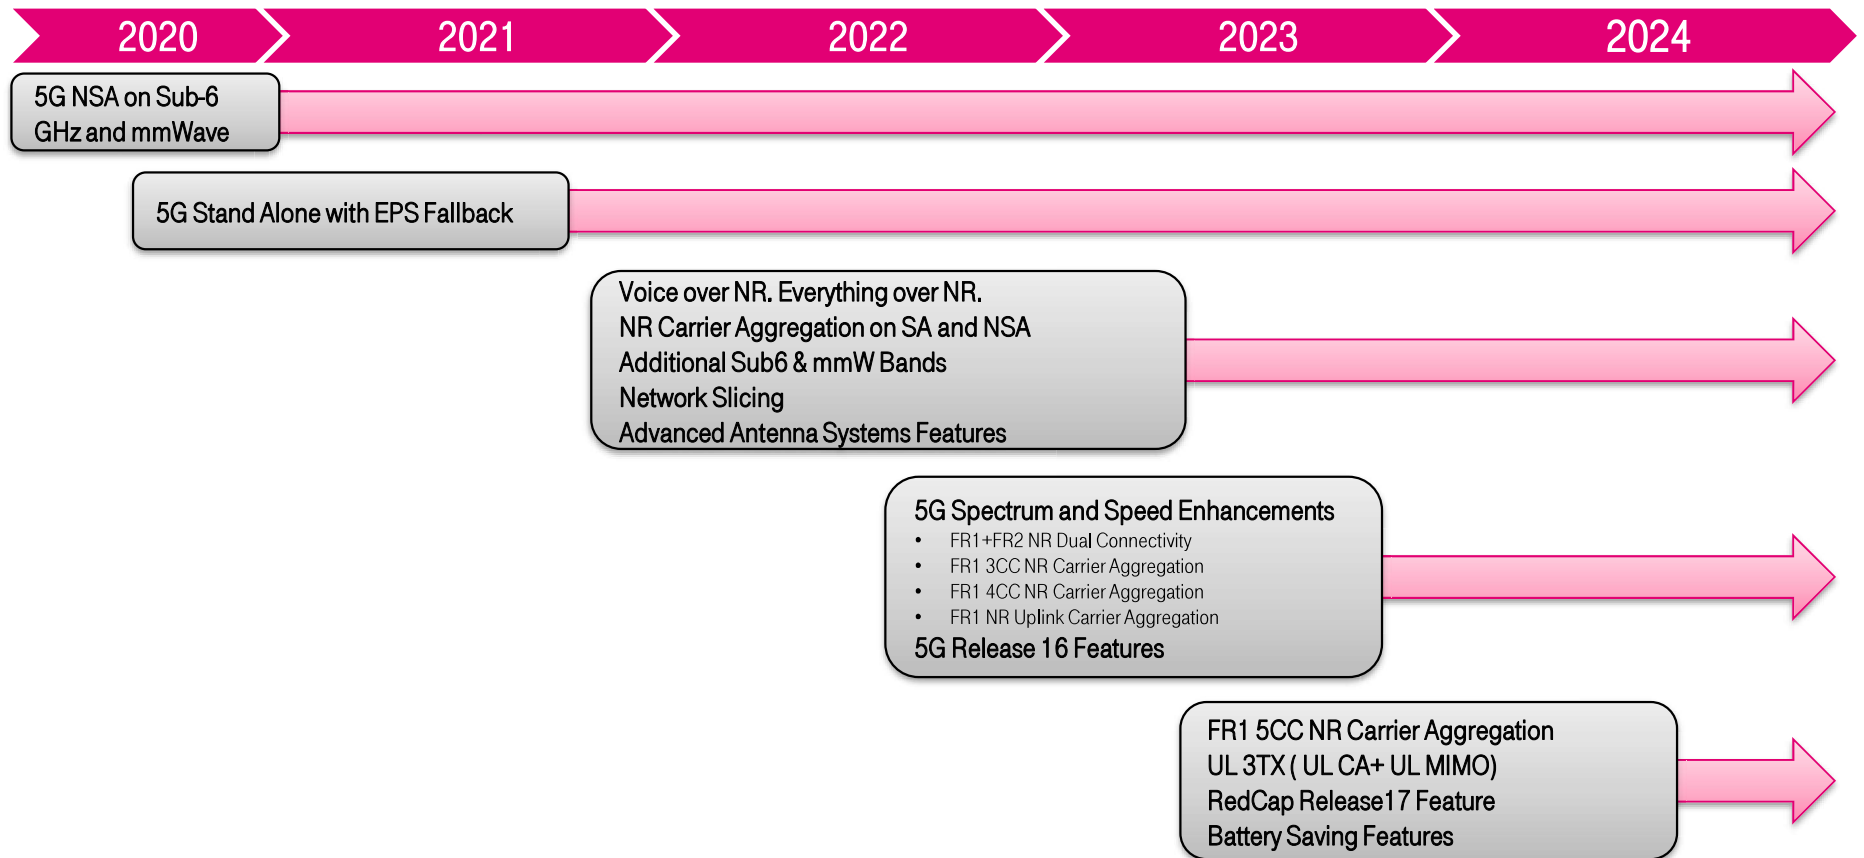 2020 2021 2022 2023 2024
5G NSA on Sub-6
GHz and mmWave
5G Stand Alone with EPS Fallback
Voice over NR. Everything over NR.
NR Carrier Aggregation on SA and NSA
Additional Sub6 & mmW Bands
Network Slicing
Advanced Antenna Systems Features
5G Spectrum and Speed Enhancements
• FR1+FR2 NR Dual Connectivity
• FR1 3CC NR Carrier Aggregation
• FR1 4CC NR Carrier Aggregation
• FR1 NR Uplink Carrier Aggregation
5G Release 16 Features
FR1 5CC NR Carrier Aggregation
UL 3TX ( UL CA+ UL MIMO)
RedCap Release17 Feature
Battery Saving Features